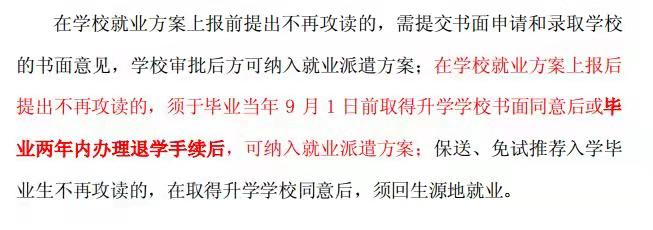 在学校就业方案上报前提出不再攻读的，需提交书面申请和录取学校
的书面意见，学校审批后方可纳入就业派遣方案；在学校就业方案上报后
提出不再攻读的，须于毕业当年 9 月 1 日前取得升学学校书面同意后或毕
业两年内办理退学手续后，可纳入就业派遣方案；保送、免试推荐入学毕
业生不再攻读的，在取得升学学校同意后，须回生源地就业。